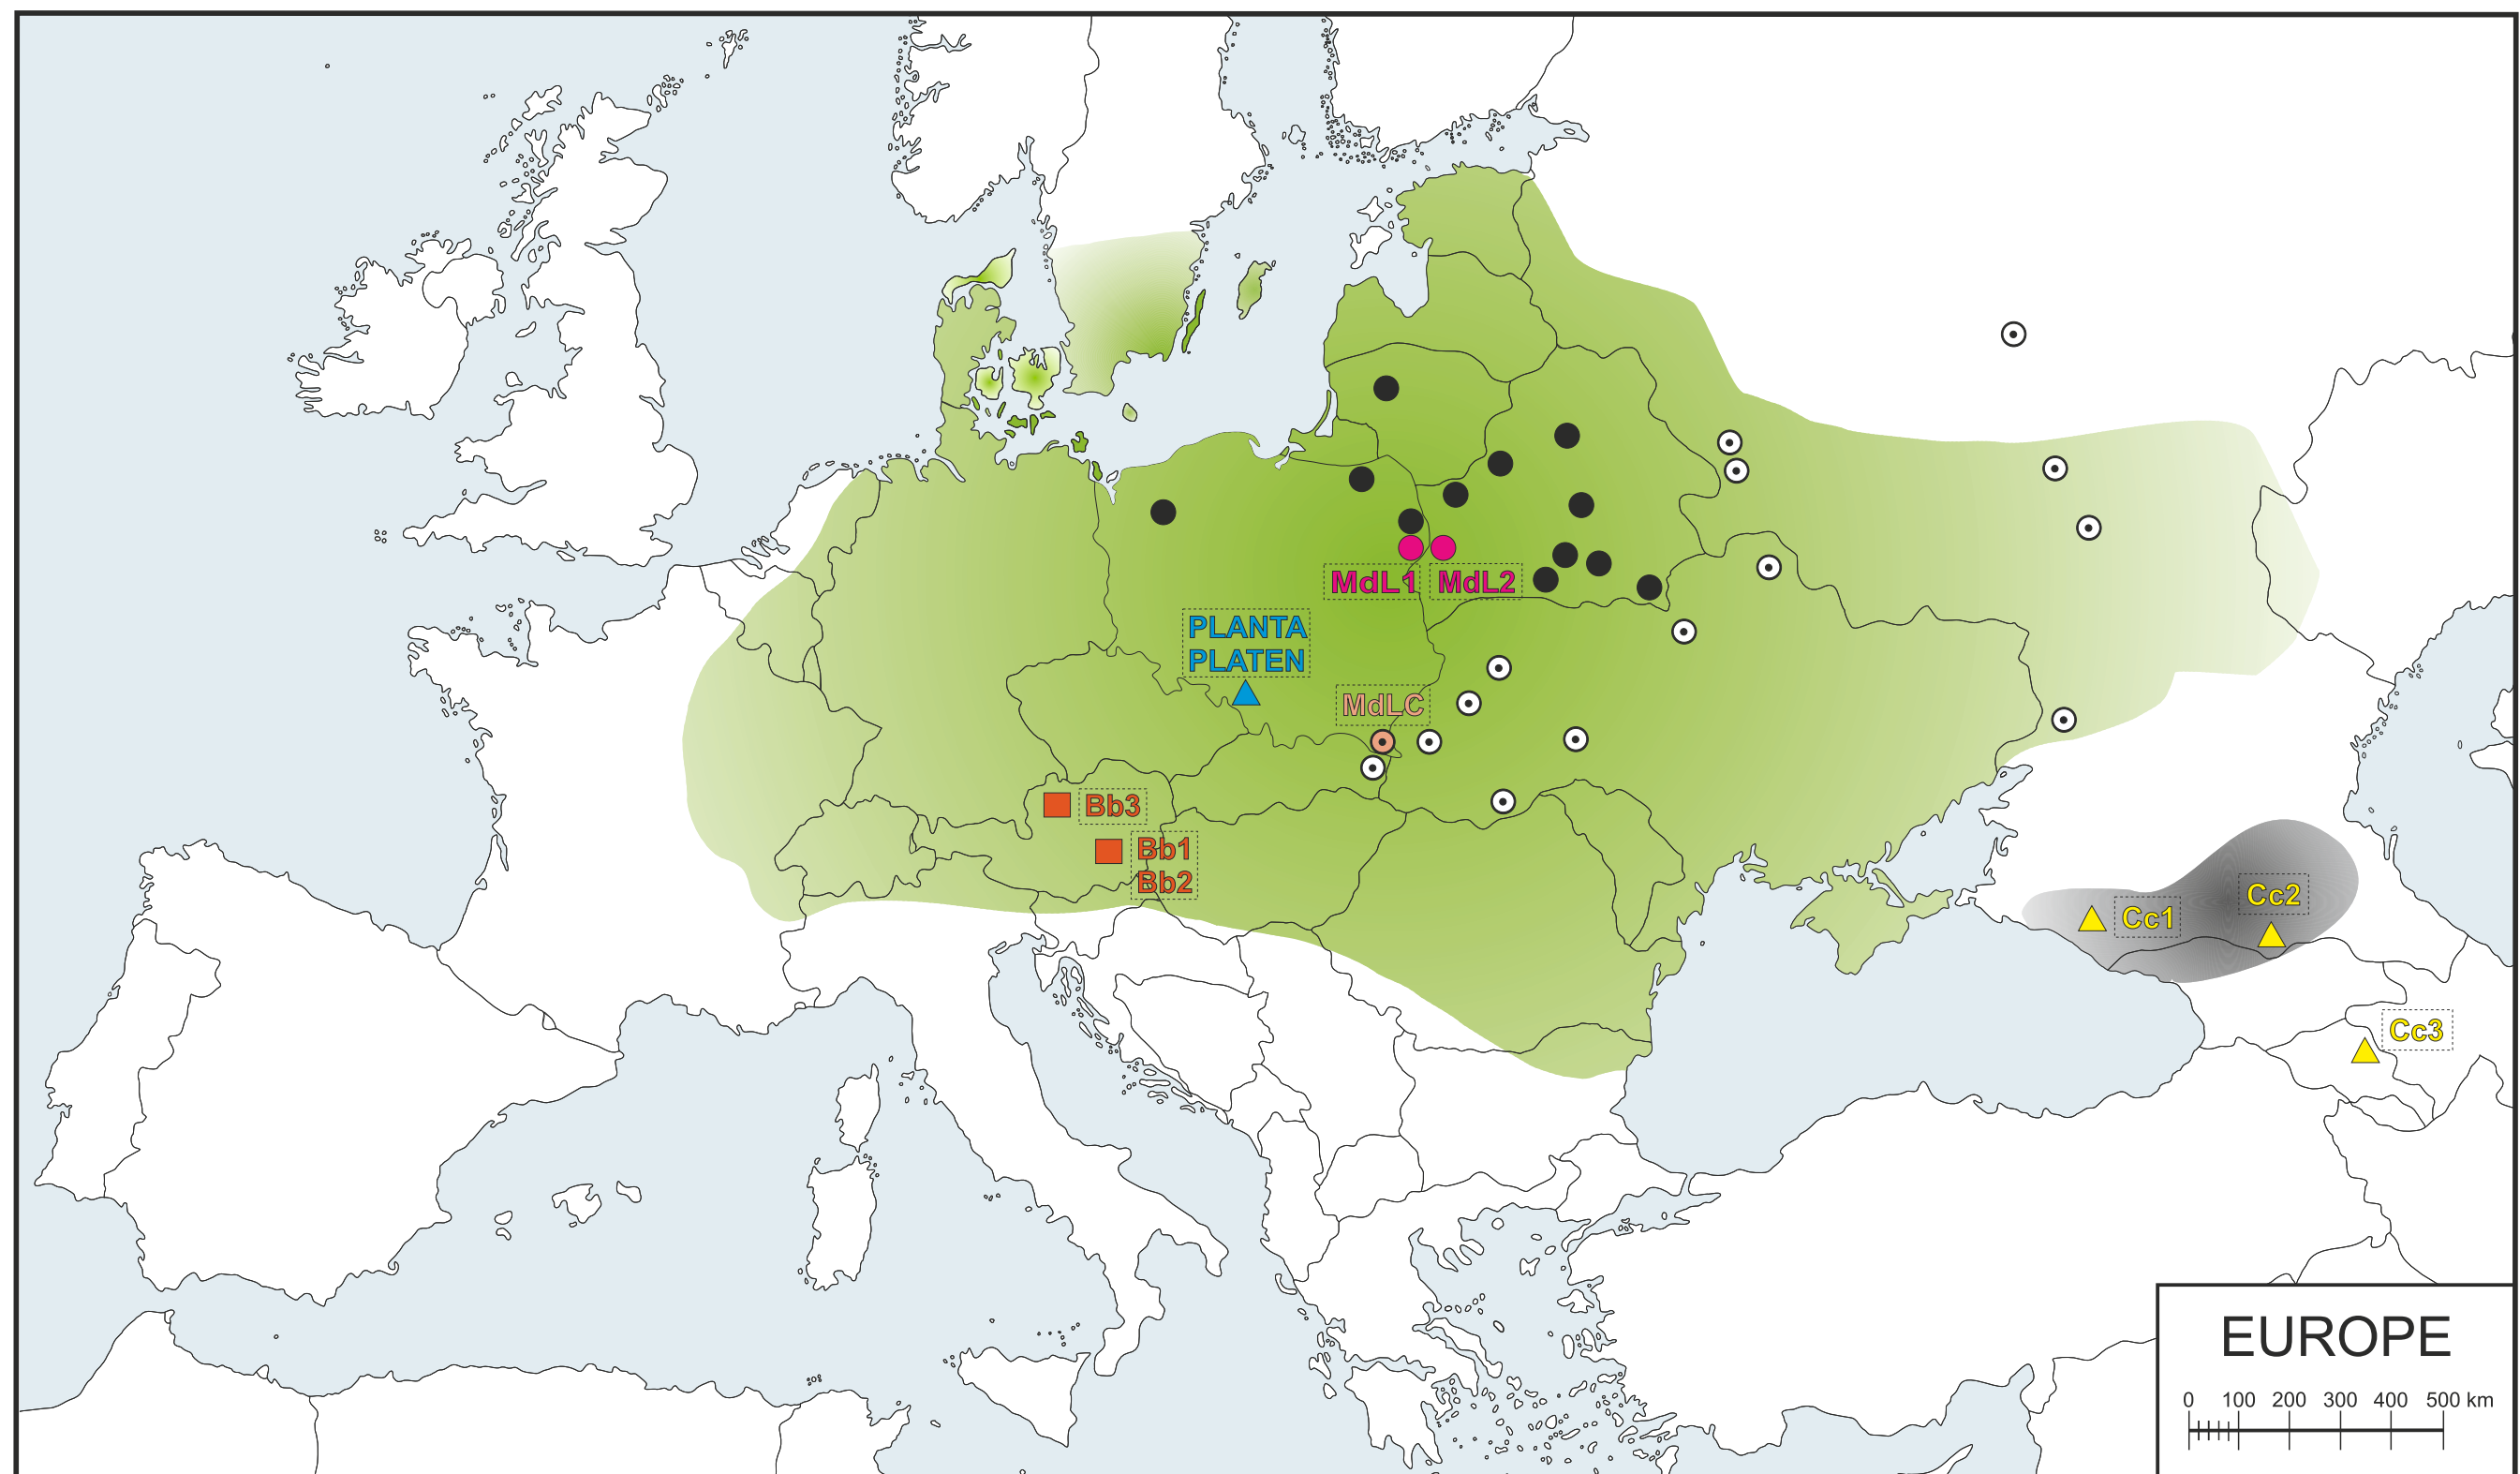 MdL1
MdL2
PLANTA
PLATEN
MdLC
Bb3
Bb1
Bb2
Cc2
Cc1
Cc3
EUROPE
0 100 200 300 400 500 km